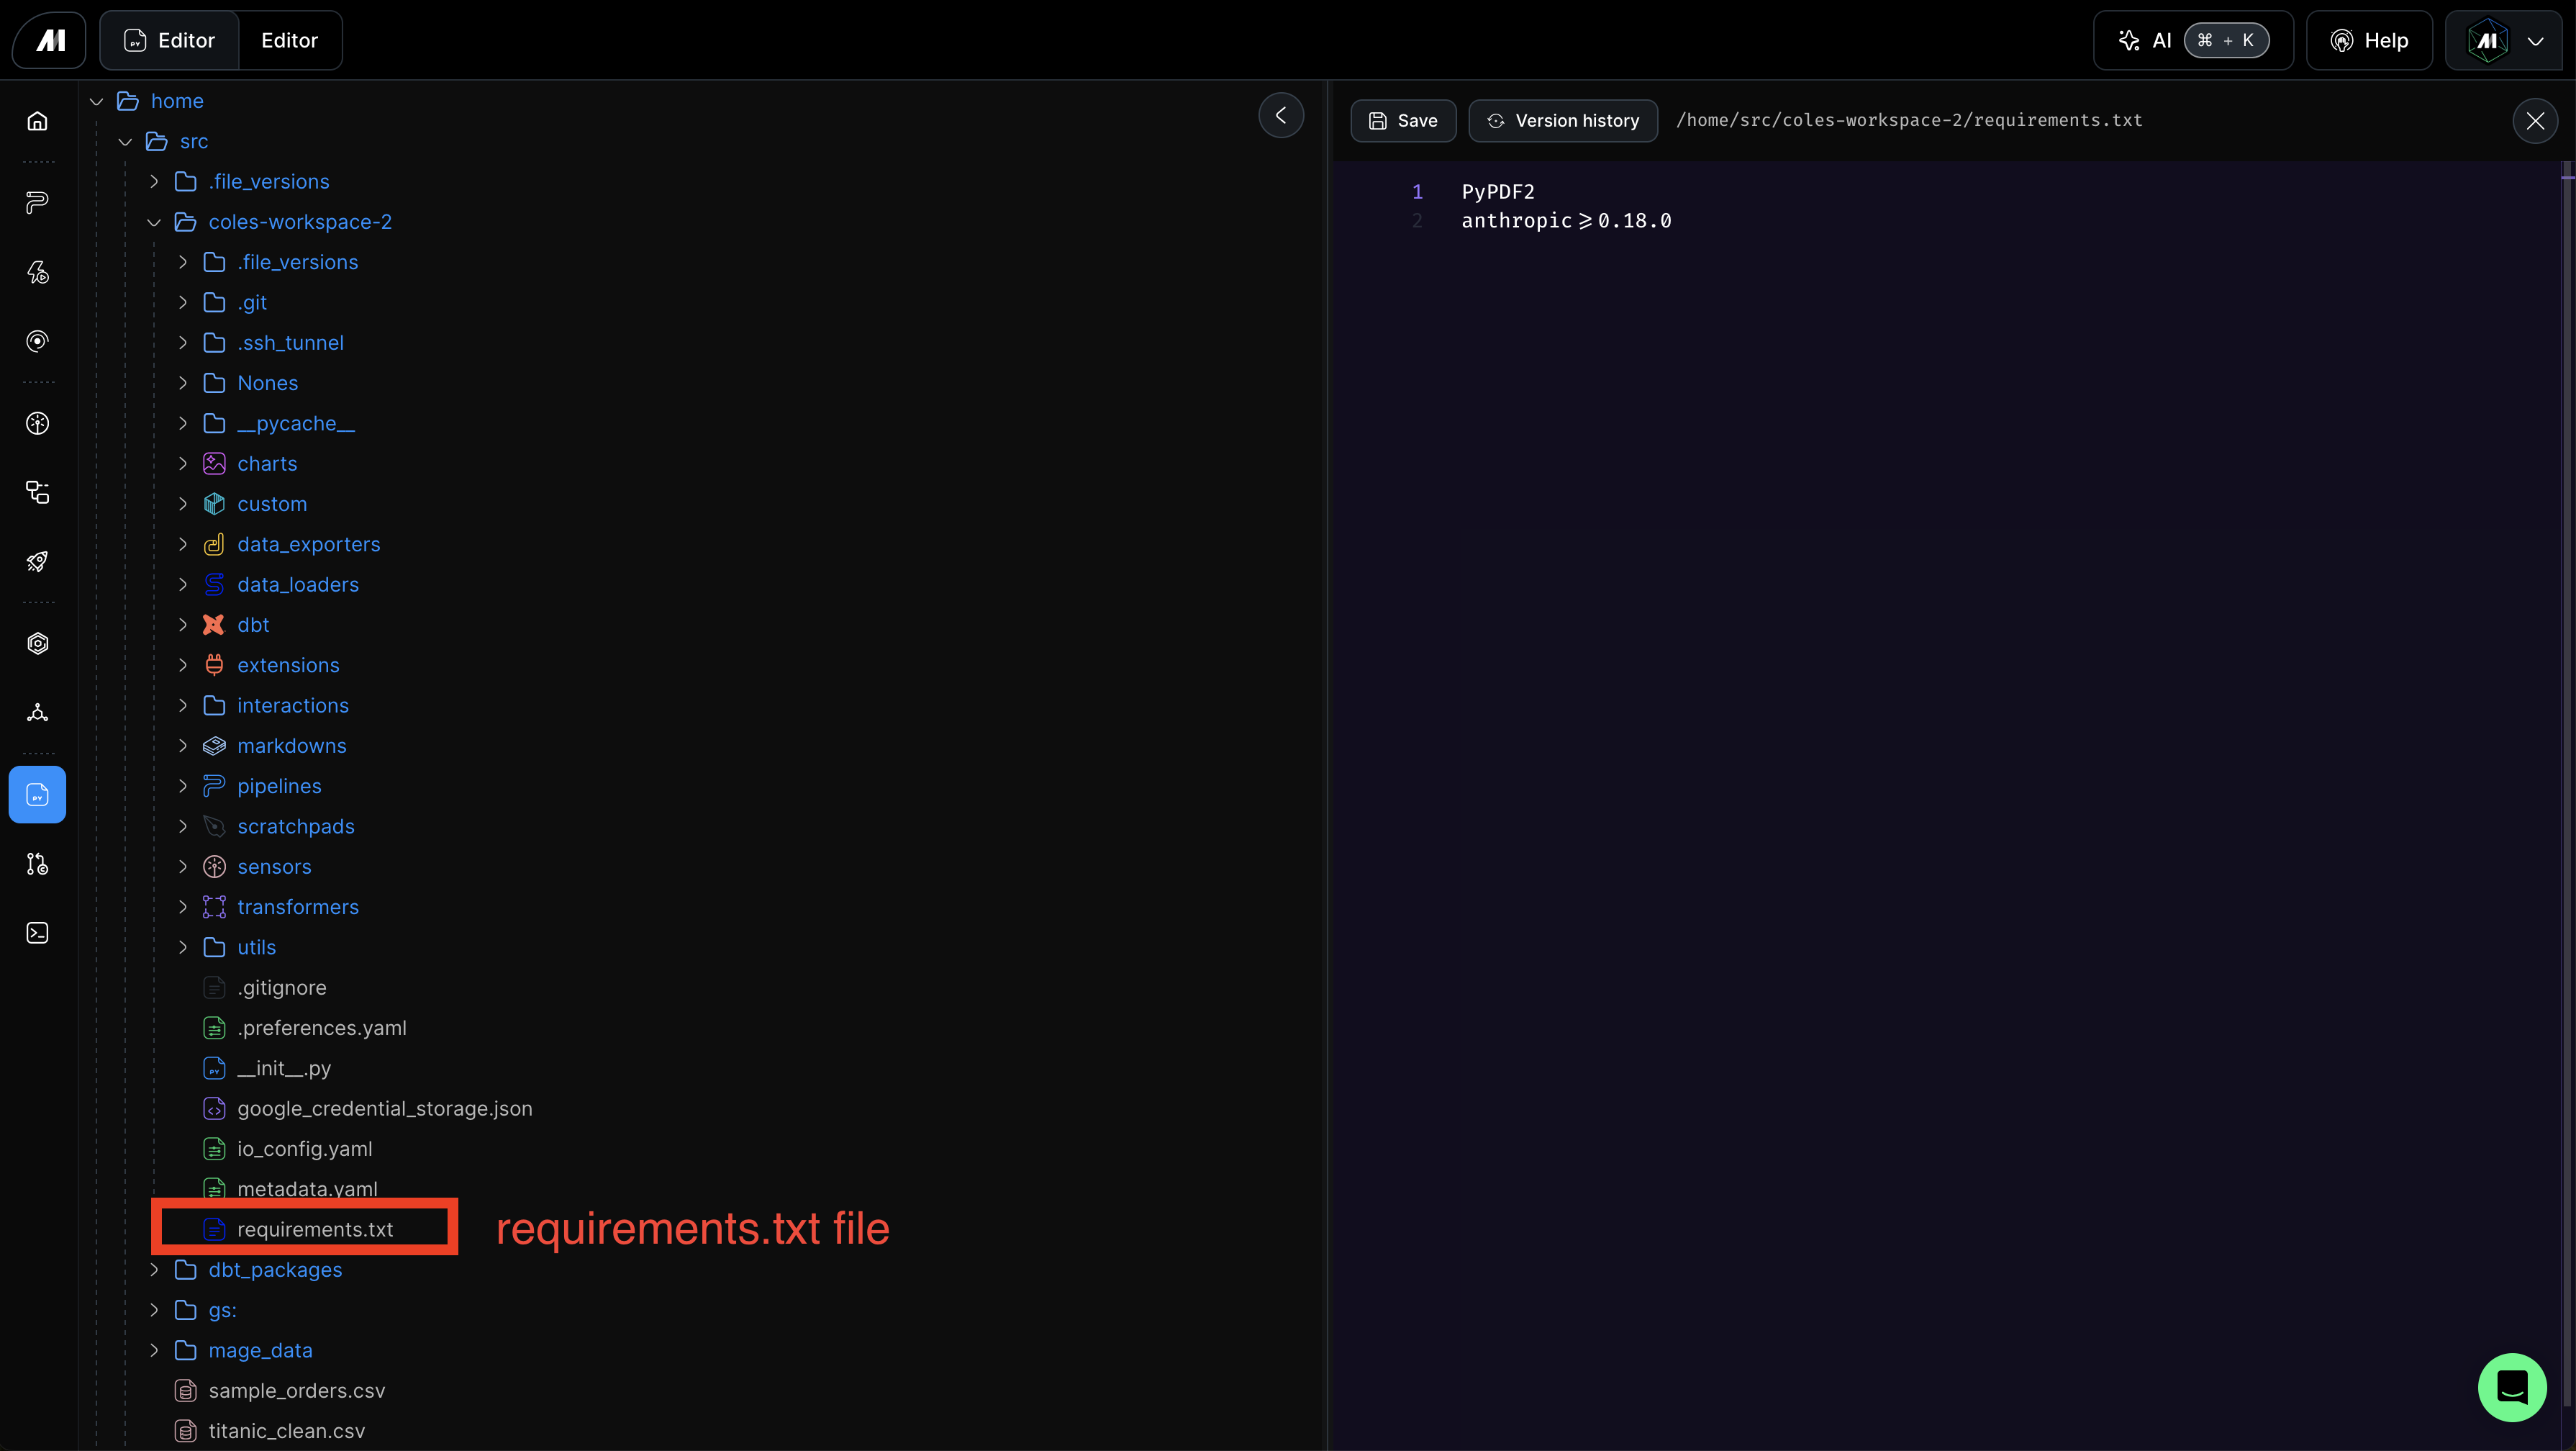 Editor
Editor
AI
⌘ + K
Help
home
src
.file_versions
coles-workspace-2
.file_versions
.git
.ssh_tunnel
Nones
__pycache__
charts
custom
data_exporters
data_loaders
dbt
extensions
interactions
markdowns
pipelines
scratchpads
sensors
transformers
utils
.gitignore
.preferences.yaml
__init__.py
google_credential_storage.json
io_config.yaml
metadata.yaml
requirements.txt
requirements.txt file
dbt_packages
gs:
mage_data
sample_orders.csv
titanic_clean.csv
Save
Version history
/home/src/coles-workspace-2/requirements.txt
1 PyPDF2
2 anthropic>=0.18.0